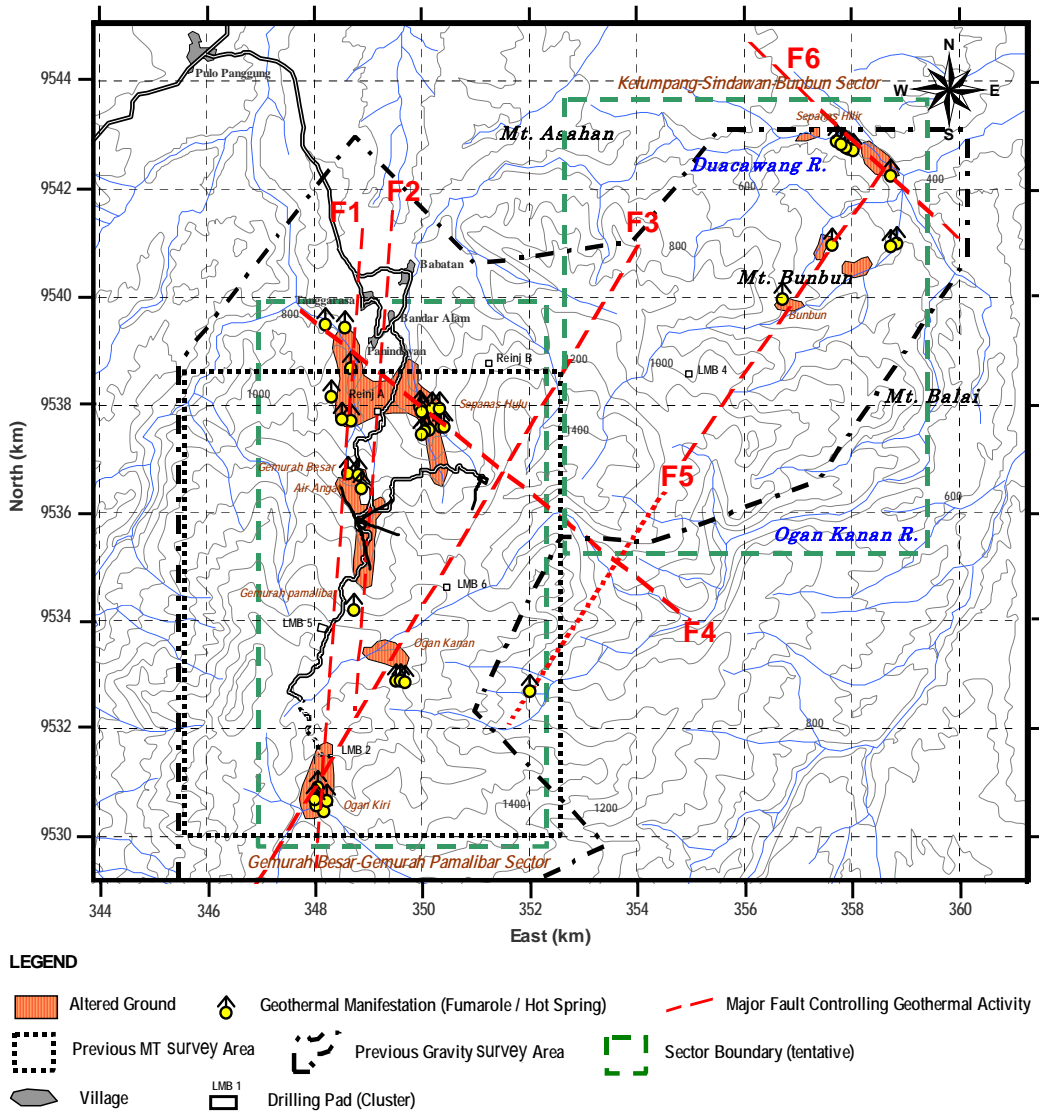 F6
N
W
E
S
9544
Pulo Panggung
Kelumpang-Sindawan-Bunbun Sector
Sepanas Hilir
Mt. Asahan
Duacawang R.
400
600
9542
F1
F2
F3
800
Babatan
Mt. Bunbun
9540
Tanggarasa
800
Bandar Alam
Bunbun
Panindayan
Reinj B
200
1000
LMB 4
1000
Reinj A
Mt. Balai
9538
Sepanas Hulu
1400
North (km)
Gemurah Besar
Air Anga
F5
600
9536
Ogan Kanan R.
LMB 6
Gemurah pamalibar
9534
LMB 5
F4
Ogan Kanan
9532
800
LMB 2
Ogan Kiri
1400
1200
9530
Gemurah Besar-Gemurah Pamalibar Sector
344
346
348
350
352
354
356
358
360
East (km)
LEGEND
Altered Ground
Geothermal Manifestation (Fumarole / Hot Spring)
Major Fault Controlling Geothermal Activity
Previous MT survey Area
Previous Gravity survey Area
Sector Boundary (tentative)
Village
LMB 1
Drilling Pad (Cluster)